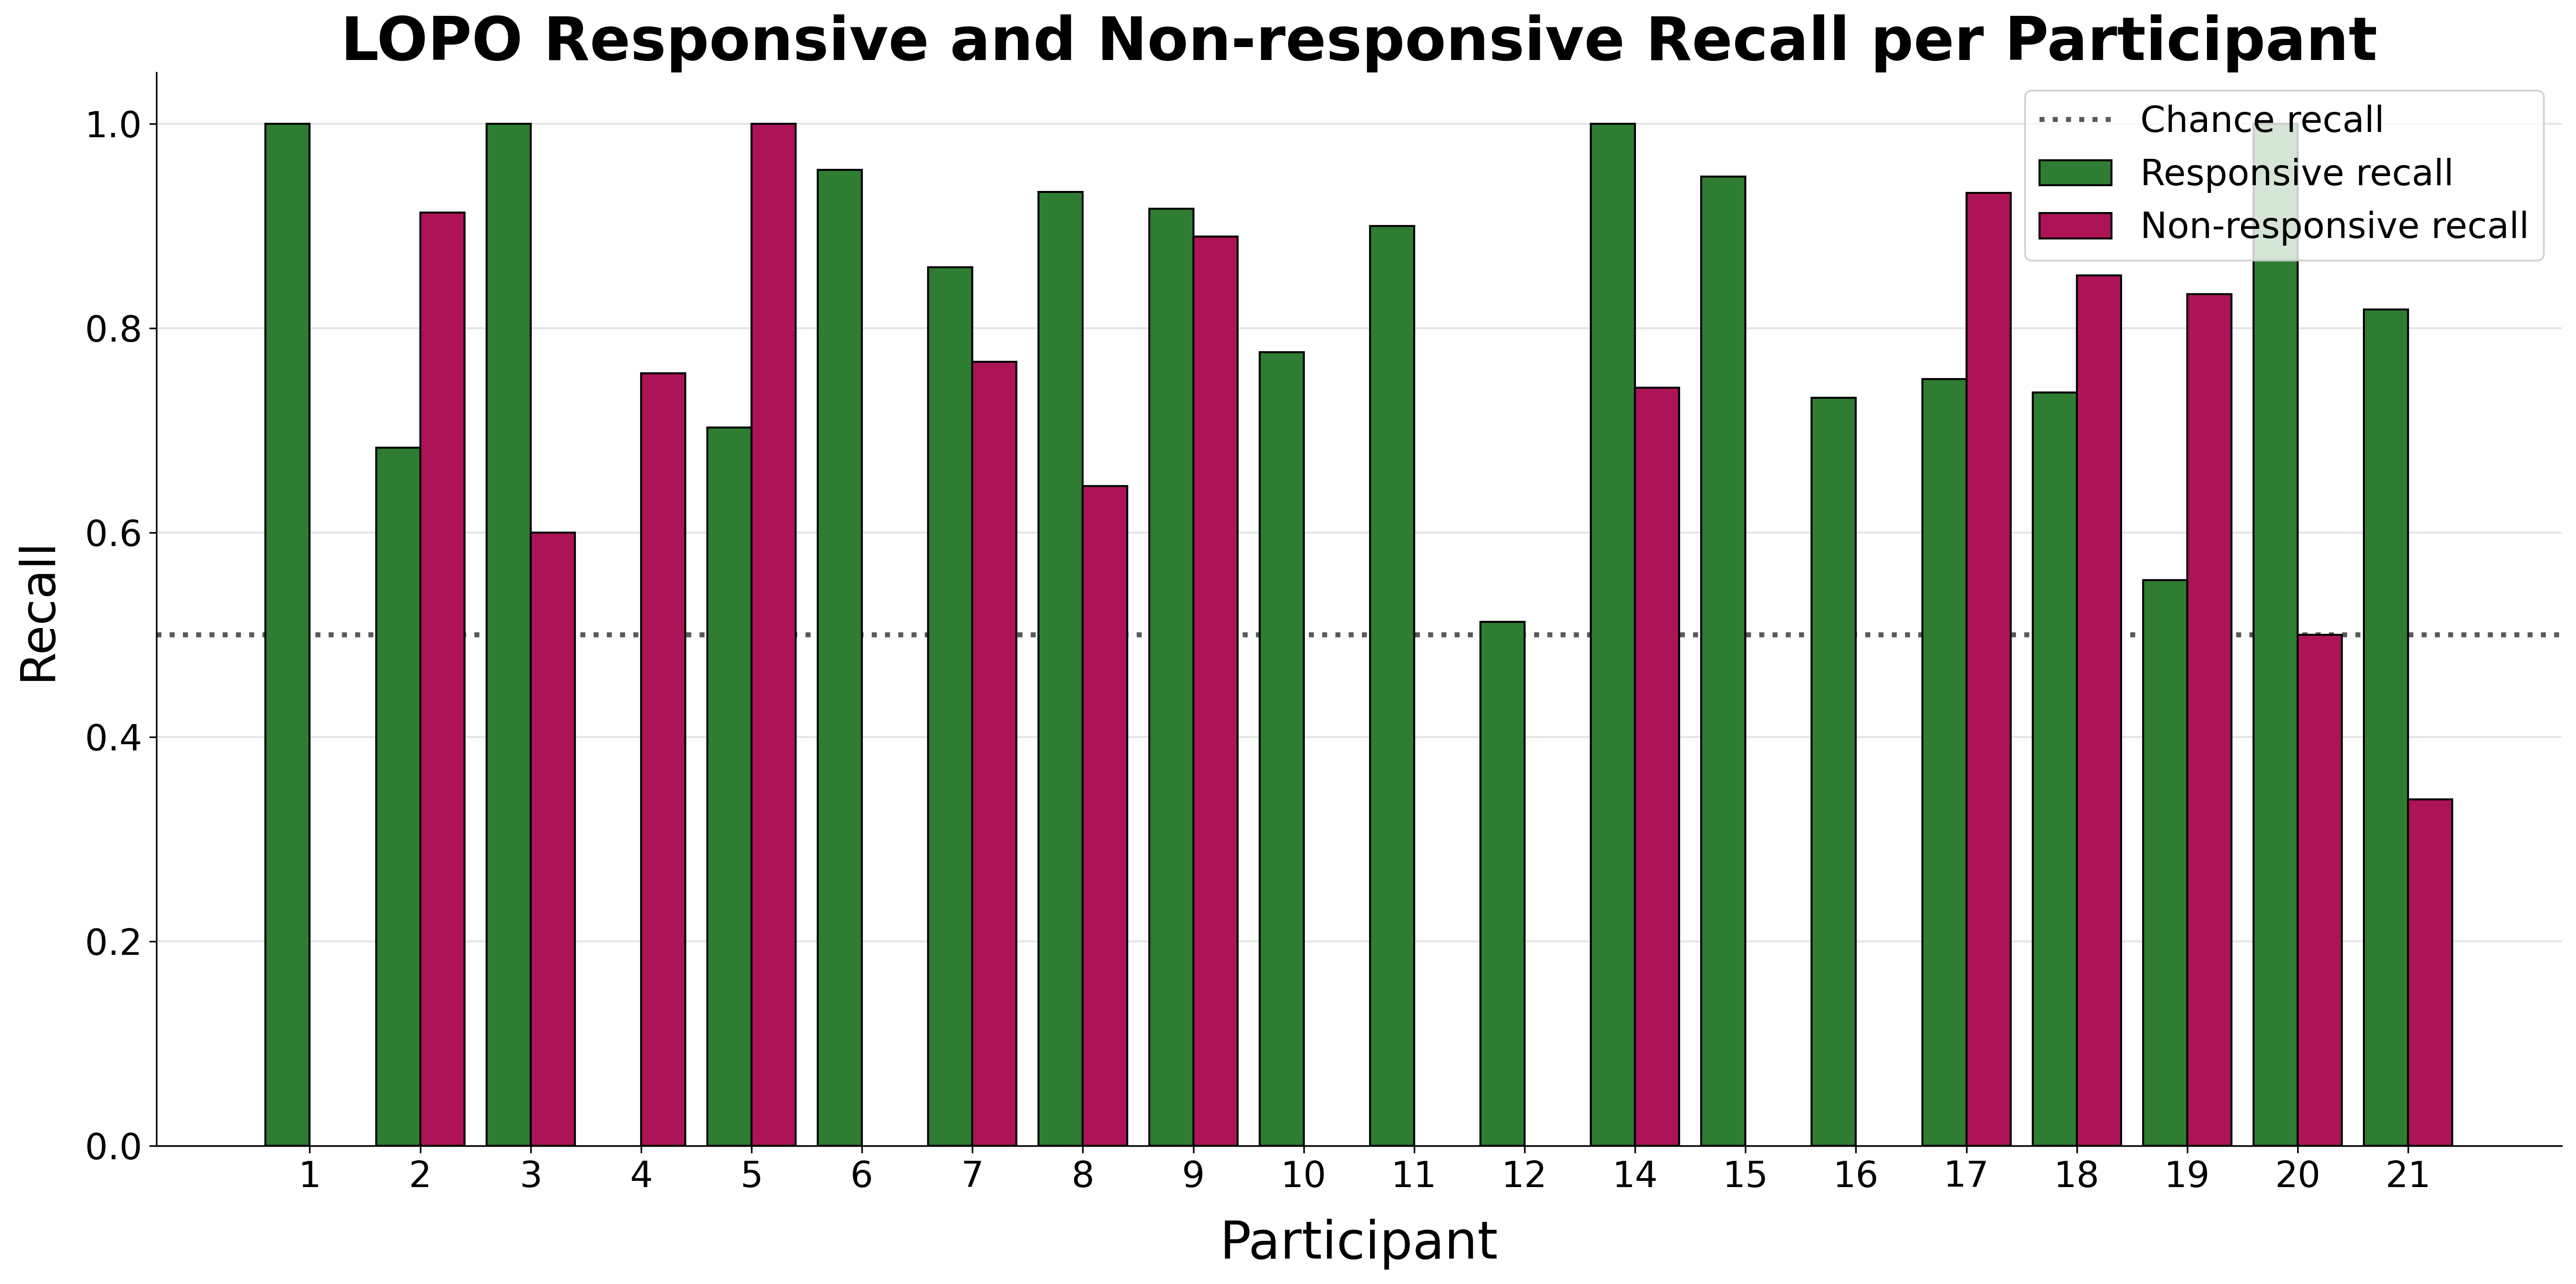 LOPO Responsive and Non-responsive Recall per Participant
Chance recall
Responsive recall
Non-responsive recall
1.0
0.8
0.6
0.4
0.2
0.0
Recall
1 2 3 4 5 6 7 8 9 10 11 12 14 15 16 17 18 19 20 21
Participant